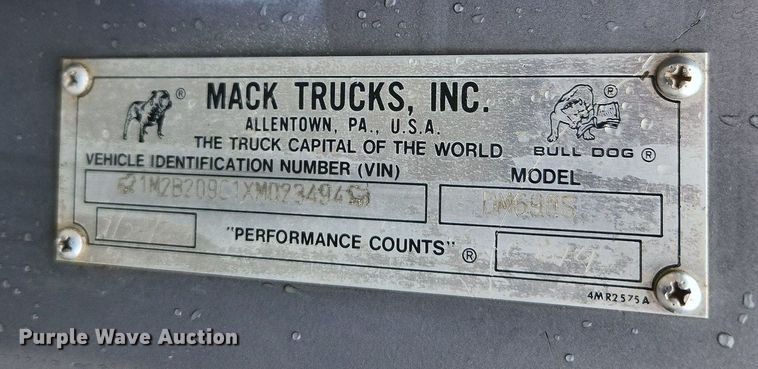 ® MACK TRUCKS, INC. ®
ALLENTOWN, PA., U.S.A.
THE TRUCK CAPITAL OF THE WORLD
BULL DOG ®
VEHICLE IDENTIFICATION NUMBER (VIN)
MODEL
1M2B209C1XM023494
DM690S
"PERFORMANCE COUNTS" ®
4MR2575A
Purple Wave Auction